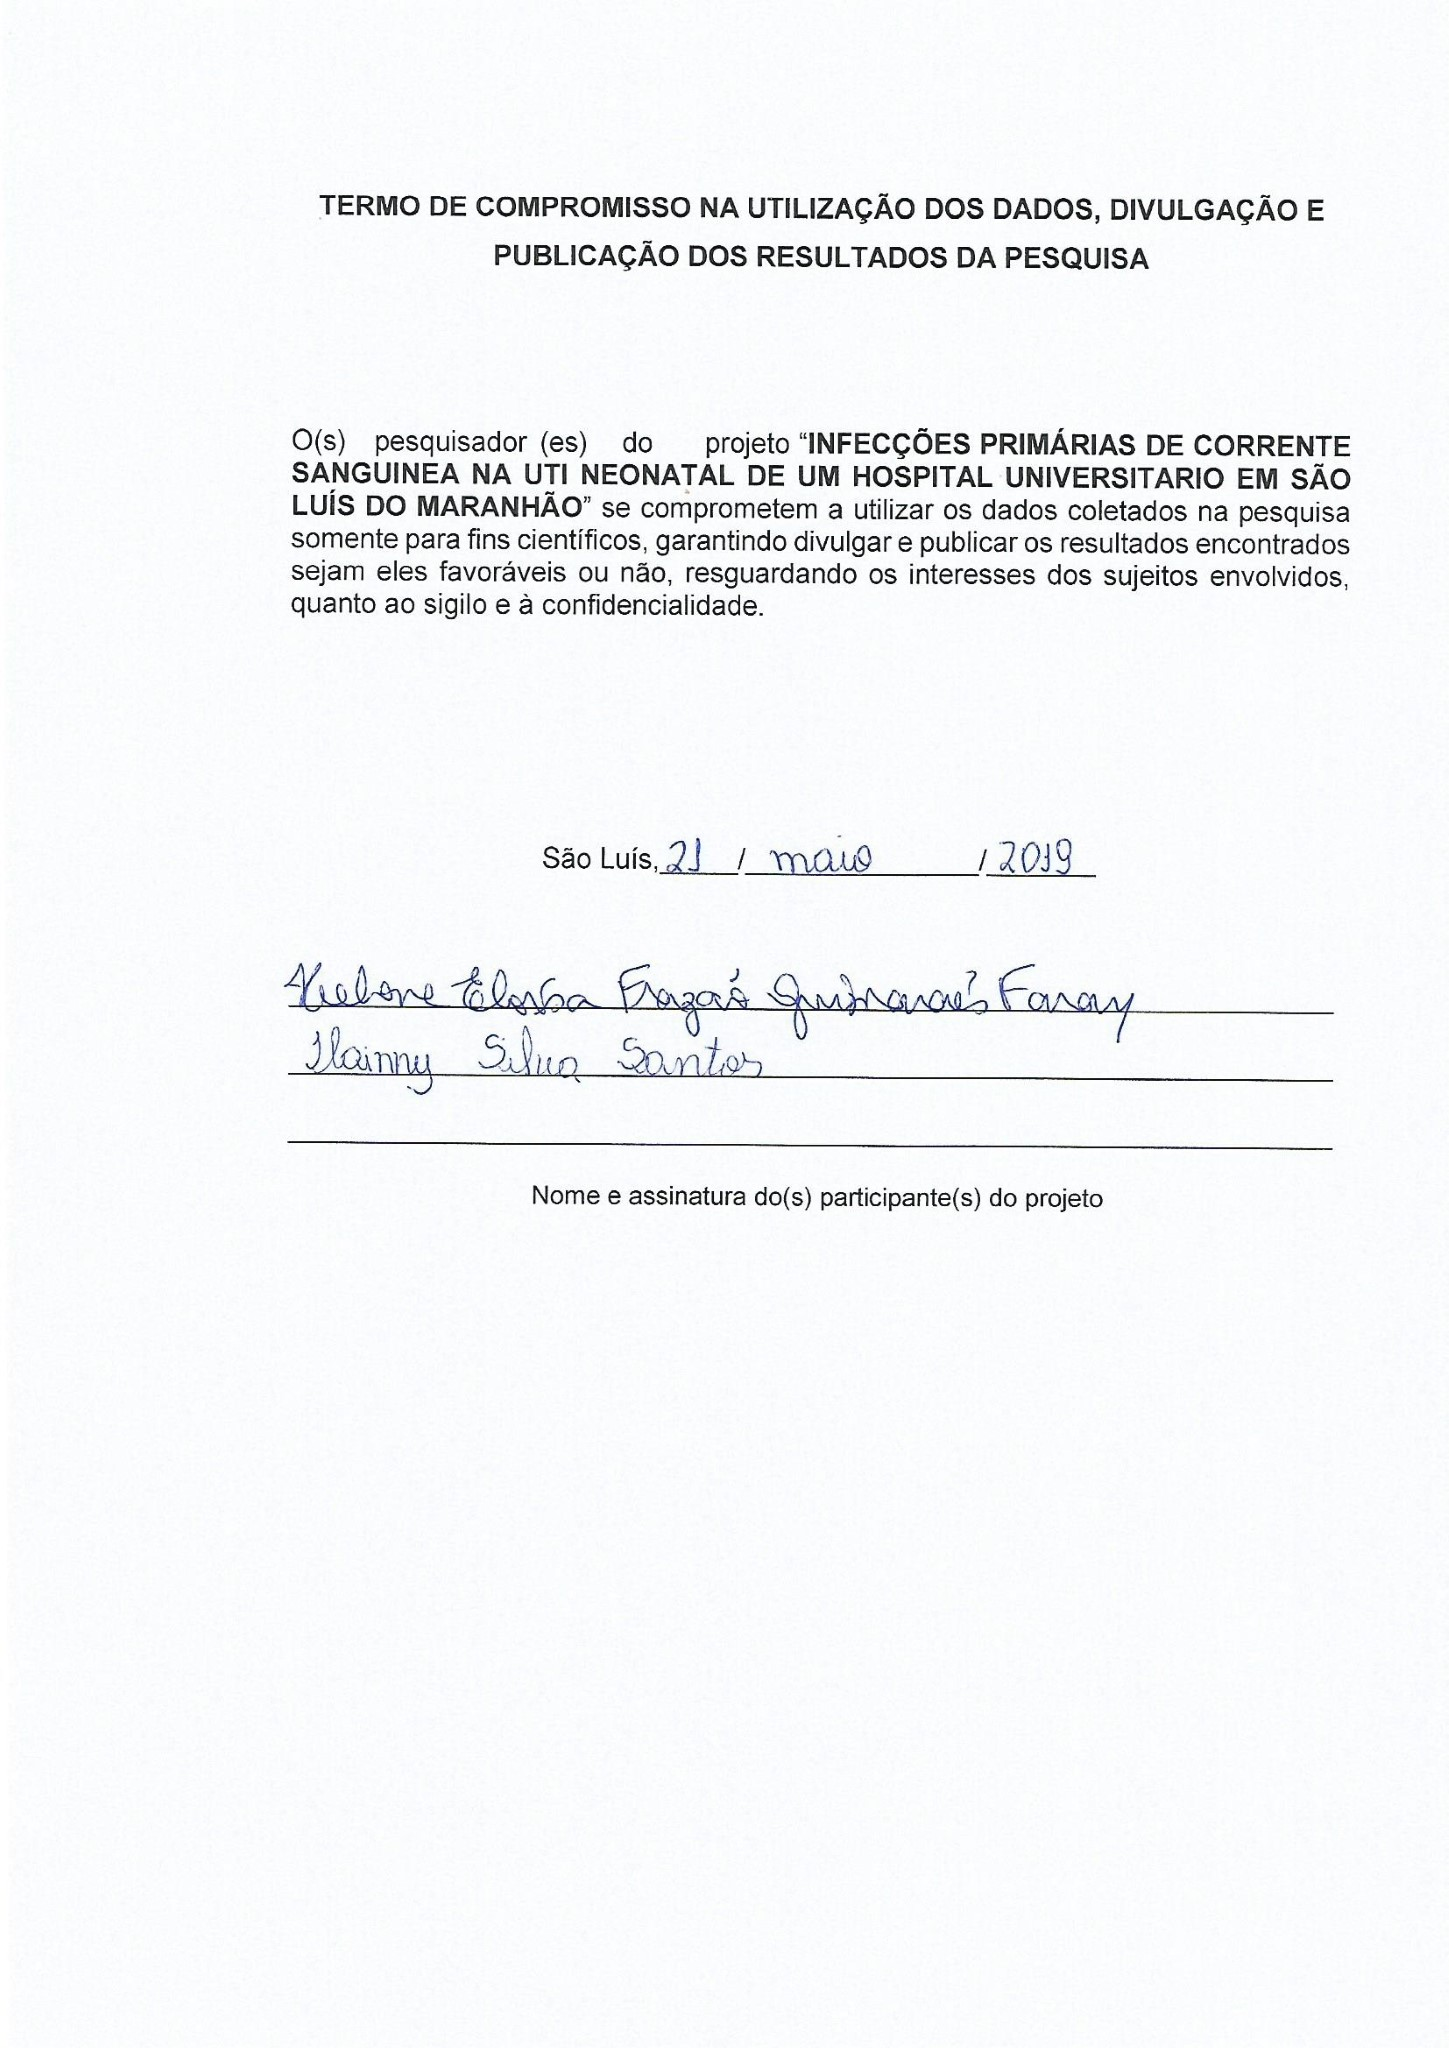 TERMO DE COMPROMISSO NA UTILIZAÇÃO DOS DADOS, DIVULGAÇÃO E
PUBLICAÇÃO DOS RESULTADOS DA PESQUISA
O(s) pesquisador (es) do projeto “INFECÇÕES PRIMÁRIAS DE CORRENTE
SANGUINEA NA UTI NEONATAL DE UM HOSPITAL UNIVERSITARIO EM SÃO
LUÍS DO MARANHÃO” se comprometem a utilizar os dados coletados na pesquisa
somente para fins científicos, garantindo divulgar e publicar os resultados encontrados
sejam eles favoráveis ou não, resguardando os interesses dos sujeitos envolvidos,
quanto ao sigilo e à confidencialidade.
São Luís, 21 / maio / 2019
Eloísa Frazão Guimarães Faray
Silva Santos
Nome e assinatura do(s) participante(s) do projeto